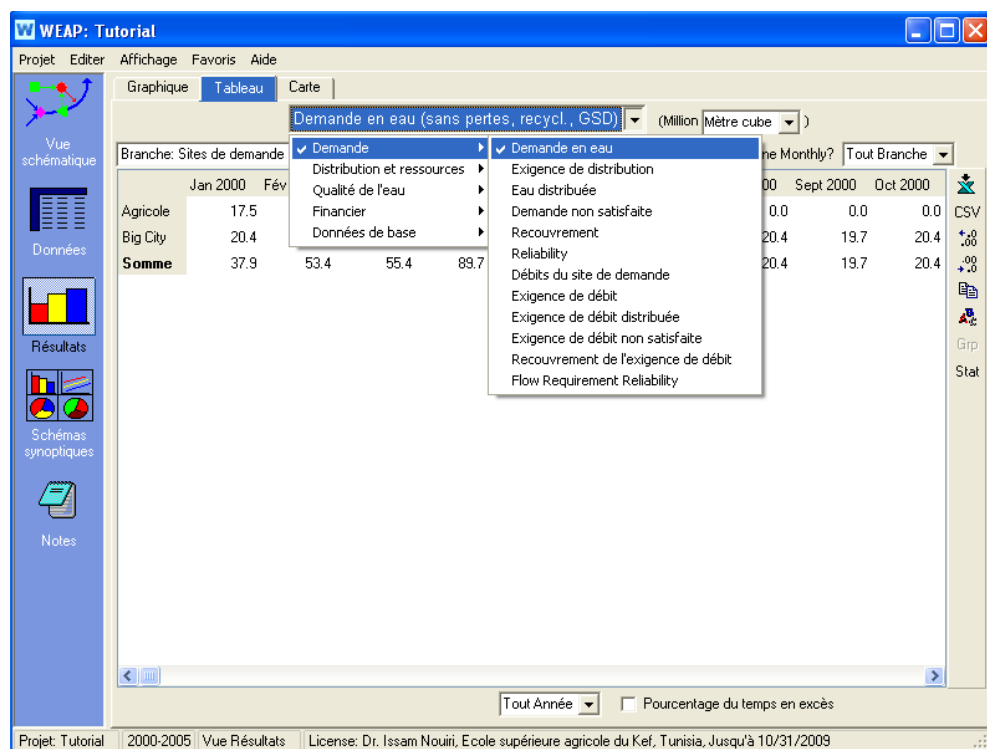 WEAP: Tutorial
Projet Editer Affichage Favoris Aide
Graphique Tableau Carte
Demande en eau (sans pertes, recycl., GSD) (Million Mètre cube )
Branche: Sites de demande ne Monthly? Tout Branche
Vue schématique
Données
Résultats
Schémas synoptiques
Notes
Demande
Distribution et ressources
Qualité de l'eau
Financier
Données de base
Demande en eau
Exigence de distribution
Eau distribuée
Demande non satisfaite
Recouvrement
Reliability
Débits du site de demande
Exigence de débit
Exigence de débit distribuée
Exigence de débit non satisfaite
Recouvrement de l'exigence de débit
Flow Requirement Reliability
Jan 2000 Fév 00 Sept 2000 Oct 2000
Agricole 17.5 0.0 0.0 0.0
Big City 20.4 20.4 19.7 20.4
Somme 37.9 53.4 55.4 89.7 20.4 19.7 20.4
CSV
Grp
Stat
Tout Année Pourcentage du temps en excès
Projet: Tutorial 2000-2005 Vue Résultats License: Dr. Issam Nouiri, Ecole supérieure agricole du Kef, Tunisia, Jusqu'à 10/31/2009